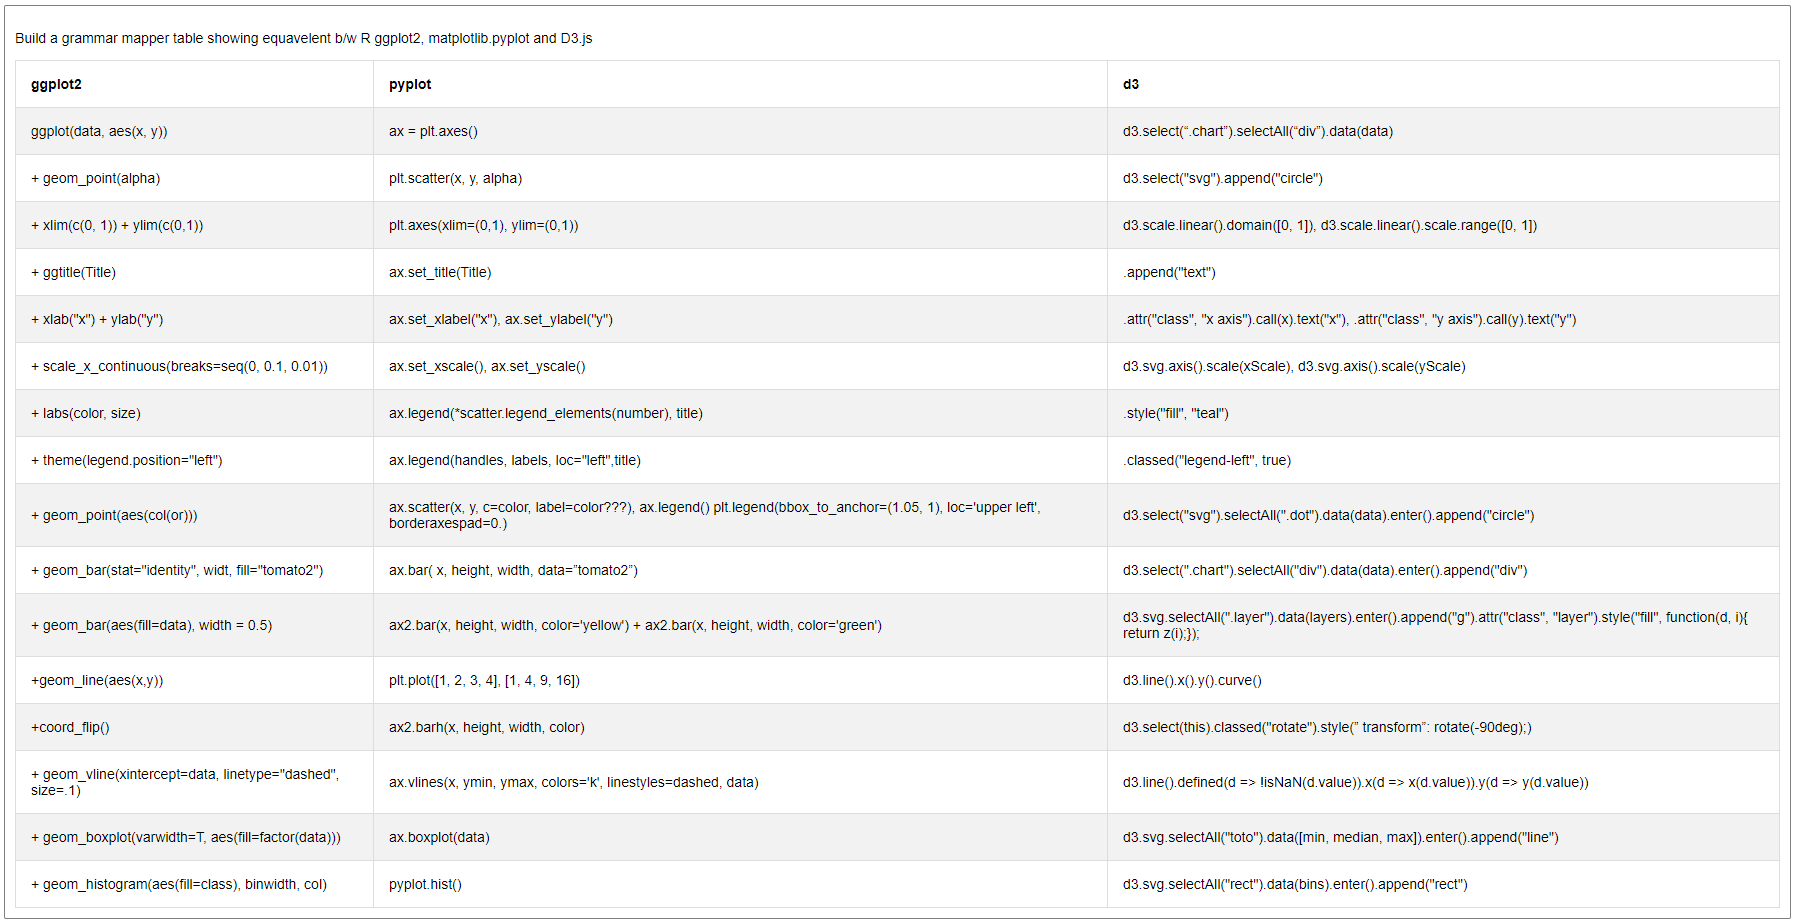 Build a grammar mapper table showing equavelent b/w R ggplot2, matplotlib.pyplot and D3.js
ggplot2 pyplot d3
ggplot(data, aes(x, y)) ax = plt.axes() d3.select(“.chart”).selectAll(“div”).data(data)
+ geom_point(alpha) plt.scatter(x, y, alpha) d3.select("svg").append("circle")
+ xlim(c(0, 1)) + ylim(c(0,1)) plt.axes(xlim=(0,1), ylim=(0,1)) d3.scale.linear().domain([0, 1]), d3.scale.linear().scale.range([0, 1])
+ ggtitle(Title) ax.set_title(Title) .append("text")
+ xlab("x") + ylab("y") ax.set_xlabel("x"), ax.set_ylabel("y") .attr("class", "x axis").call(x).text("x"), .attr("class", "y axis").call(y).text("y")
+ scale_x_continuous(breaks=seq(0, 0.1, 0.01)) ax.set_xscale(), ax.set_yscale() d3.svg.axis().scale(xScale), d3.svg.axis().scale(yScale)
+ labs(color, size) ax.legend(*scatter.legend_elements(number), title) .style("fill", "teal")
+ theme(legend.position="left") ax.legend(handles, labels, loc="left",title) .classed("legend-left", true)
+ geom_point(aes(col(or))) ax.scatter(x, y, c=color, label=color???), ax.legend() plt.legend(bbox_to_anchor=(1.05, 1), loc='upper left',
borderaxespad=0.) d3.select("svg").selectAll(".dot").data(data).enter().append("circle")
+ geom_bar(stat="identity", widt, fill="tomato2") ax.bar( x, height, width, data=”tomato2”) d3.select(".chart").selectAll("div").data(data).enter().append("div")
+ geom_bar(aes(fill=data), width = 0.5) ax2.bar(x, height, width, color='yellow') + ax2.bar(x, height, width, color='green') d3.svg.selectAll(".layer").data(layers).enter().append("g").attr("class", "layer").style("fill", function(d, i){
return z(i);});
+geom_line(aes(x,y)) plt.plot([1, 2, 3, 4], [1, 4, 9, 16]) d3.line().x().y().curve()
+coord_flip() ax2.barh(x, height, width, color) d3.select(this).classed("rotate").style(” transform”: rotate(-90deg);)
+ geom_vline(xintercept=data, linetype="dashed",
size=.1) ax.vlines(x, ymin, ymax, colors='k', linestyles=dashed, data) d3.line().defined(d => !isNaN(d.value)).x(d => x(d.value)).y(d => y(d.value))
+ geom_boxplot(varwidth=T, aes(fill=factor(data))) ax.boxplot(data) d3.svg.selectAll("toto").data([min, median, max]).enter().append("line")
+ geom_histogram(aes(fill=class), binwidth, col) pyplot.hist() d3.svg.selectAll("rect").data(bins).enter().append("rect")